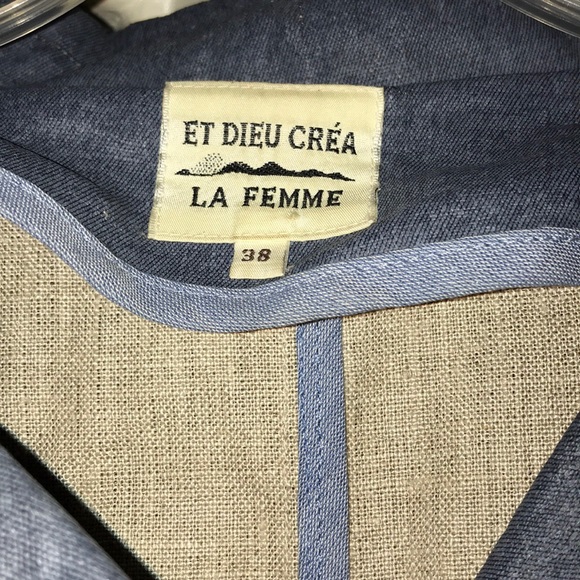 ET DIEU CRÉA
LA FEMME
38